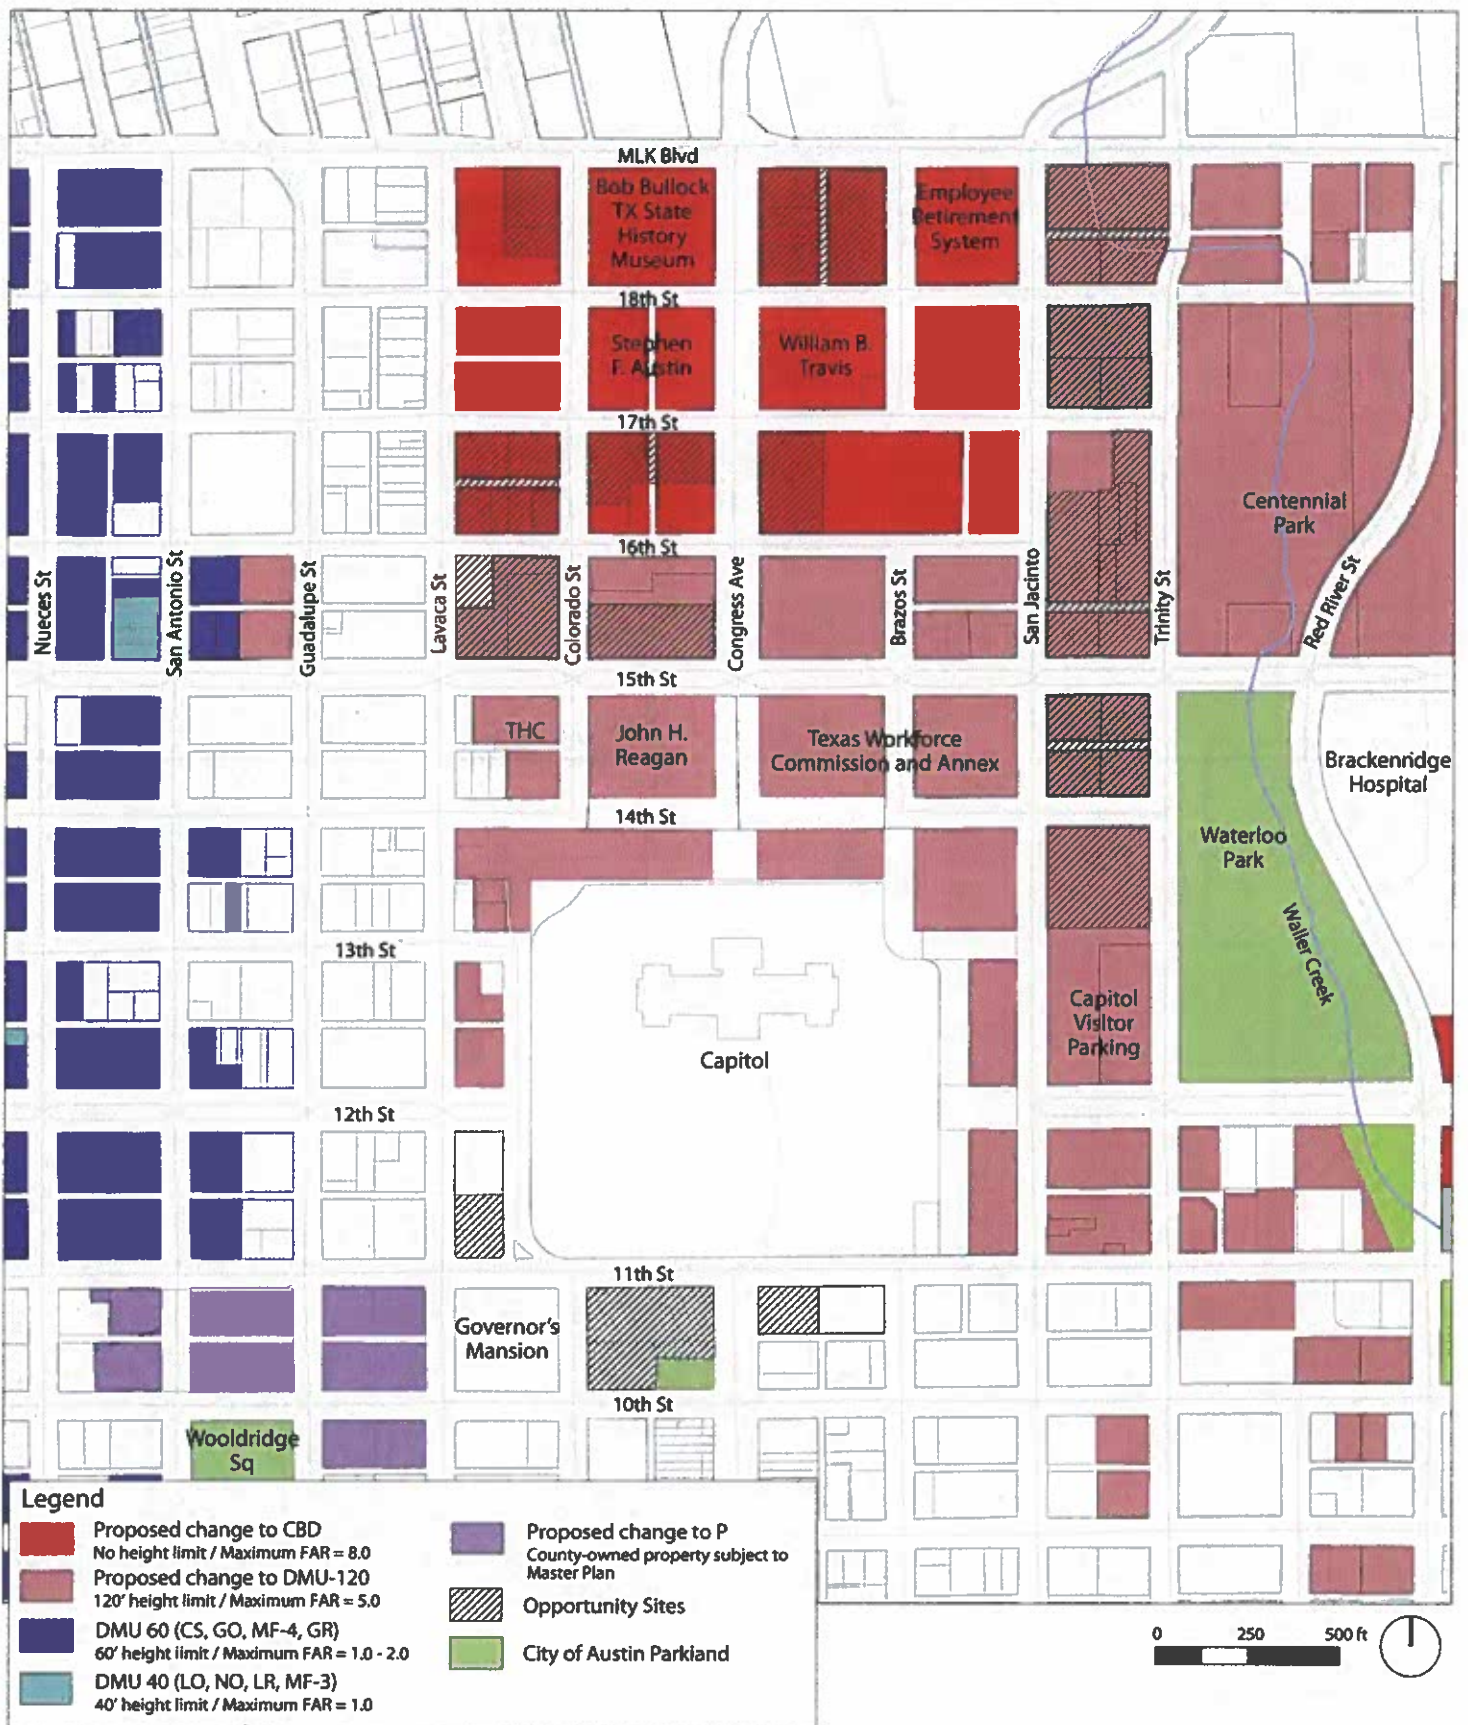 MLK Blvd
Bob Bullock
TX State
History
Museum
Employee
Retirement
System
18th St
Stephen
F. Austin
William B.
Travis
17th St
Centennial
Park
16th St
Nueces St
San Antonio St
Guadalupe St
Lavaca St
Colorado St
Congress Ave
Brazos St
San Jacinto
Trinity St
Red River St
15th St
THC
John H.
Reagan
Texas Workforce
Commission and Annex
Brackenridge
Hospital
14th St
Waterloo
Park
Waller Creek
13th St
Capitol
Visitor
Parking
Capitol
12th St
11th St
Governor's
Mansion
10th St
Wooldridge
Sq
Legend
Proposed change to CBD
No height limit / Maximum FAR = 8.0
Proposed change to DMU-120
120' height limit / Maximum FAR = 5.0
DMU 60 (CS, GO, MF-4, GR)
60' height limit / Maximum FAR = 1.0 - 2.0
DMU 40 (LO, NO, LR, MF-3)
40' height limit / Maximum FAR = 1.0
Proposed change to P
County-owned property subject to
Master Plan
Opportunity Sites
City of Austin Parkland
0 250 500 ft